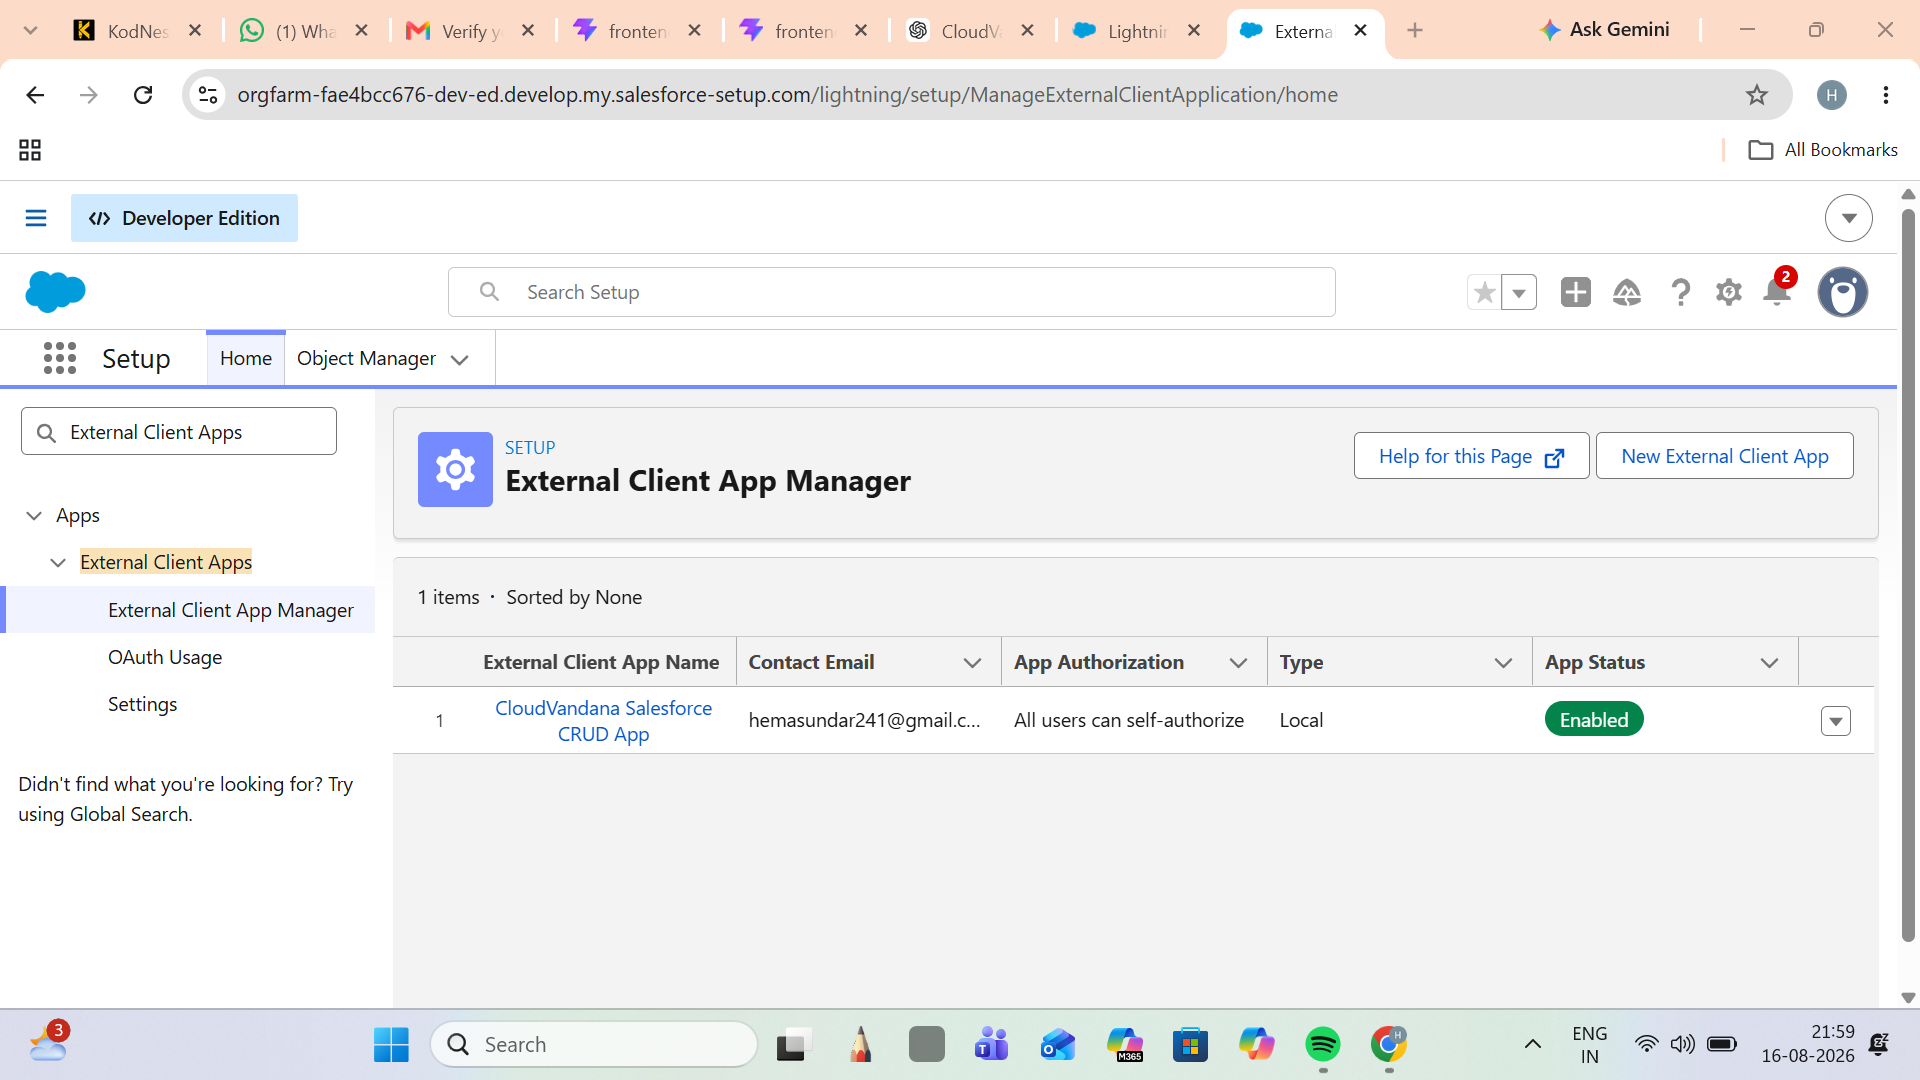 KodNes
(1) Wha
Verify y
fronten
fronten
CloudVa
Lightnin
Externa
Ask Gemini
orgfarm-fae4bcc676-dev-ed.develop.my.salesforce-setup.com/lightning/setup/ManageExternalClientApplication/home
H
All Bookmarks
Developer Edition
Search Setup
2
Setup
Home
Object Manager
External Client Apps
SETUP
External Client App Manager
Help for this Page
New External Client App
Apps
External Client Apps
External Client App Manager
OAuth Usage
Settings
Didn't find what you're looking for? Try
using Global Search.
1 items • Sorted by None
External Client App Name Contact Email App Authorization Type App Status
1 CloudVandana Salesforce
CRUD App hemasundar241@gmail.c... All users can self-authorize Local Enabled
3
Search
M365
H
ENG
IN
21:59
16-08-2026